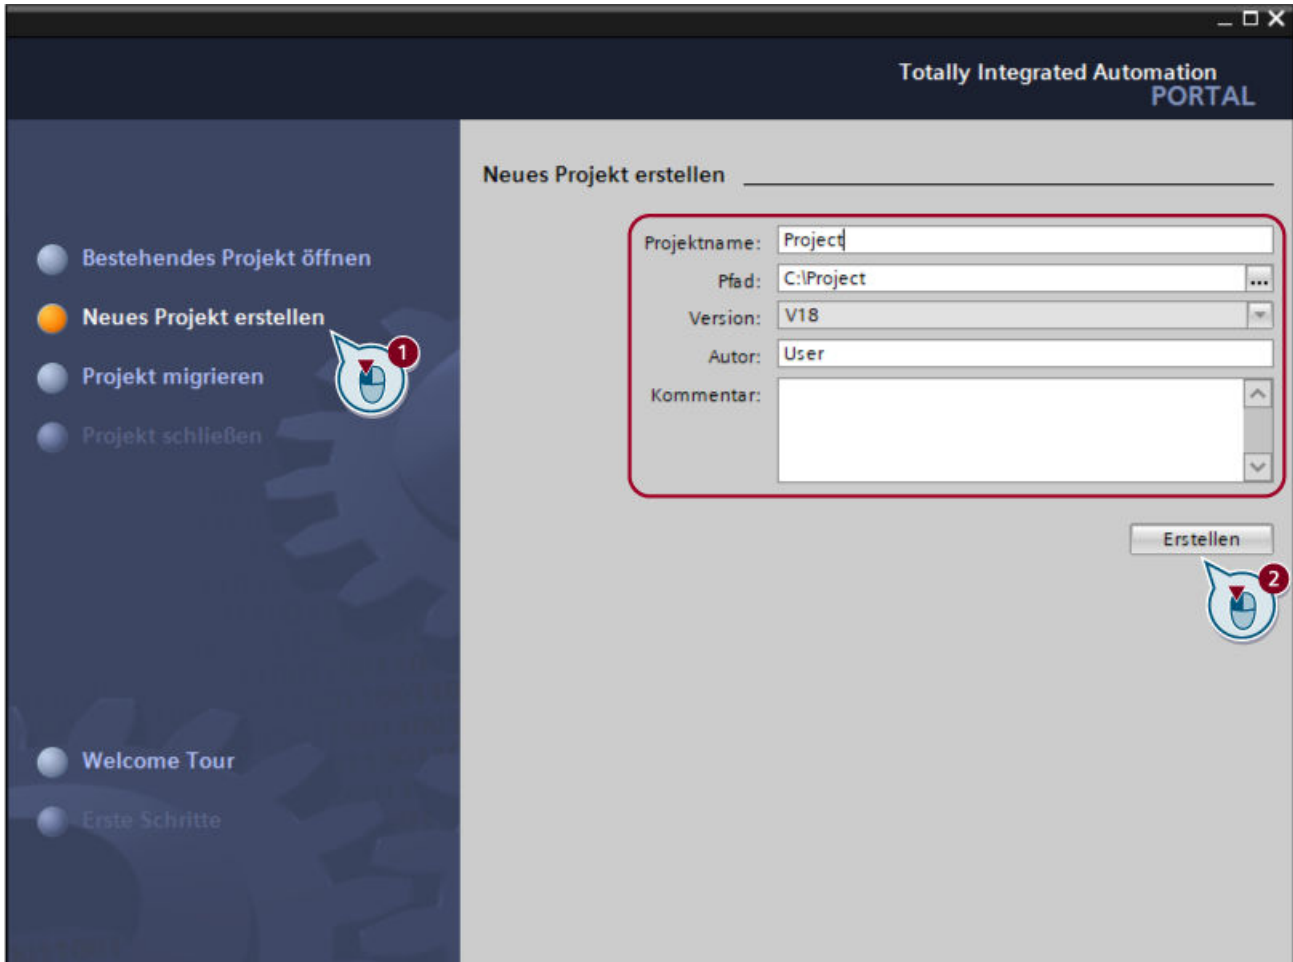 Totally Integrated Automation
PORTAL
Neues Projekt erstellen
Bestehendes Projekt öffnen
Neues Projekt erstellen
1
Projekt migrieren
Projekt schließen
Welcome Tour
Erste Schritte
Projektname: Project
Pfad: C:\Project ...
Version: V18
Autor: User
Kommentar:
Erstellen
2